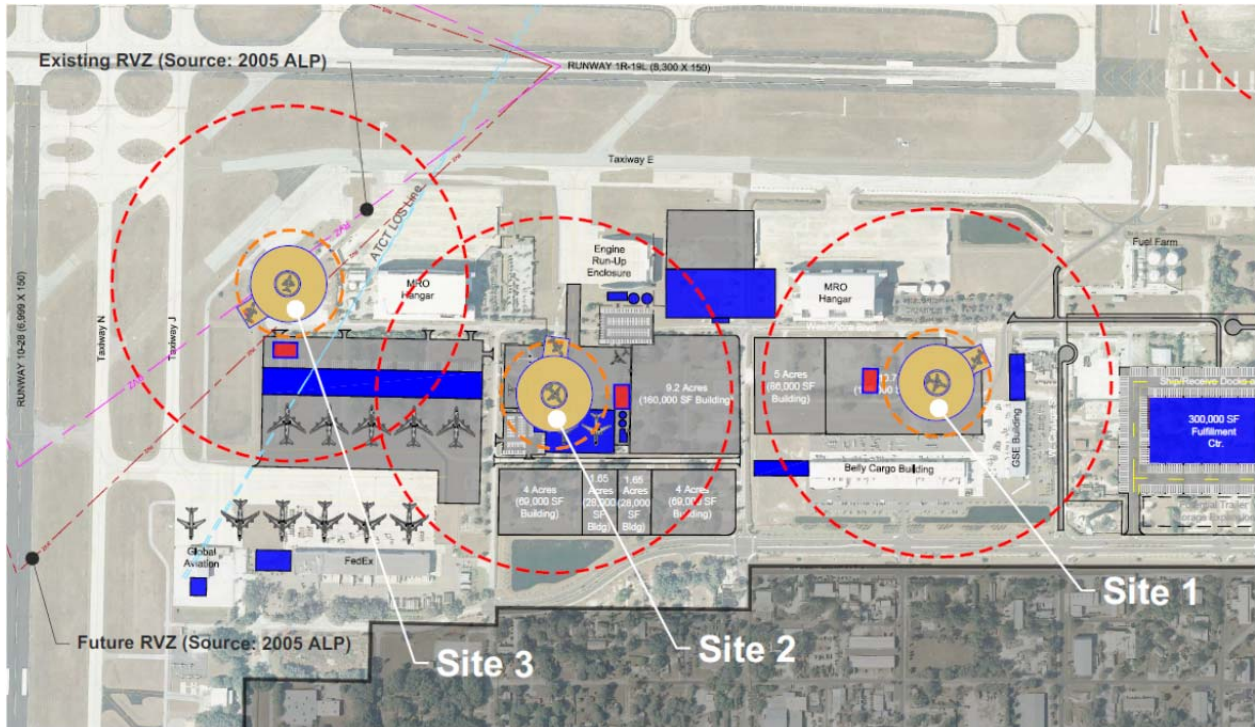 Existing RVZ (Source: 2005 ALP)
RUNWAY 1R-19L (8,300 X 150)
Taxiway E
RVZ
ATCT LOS Line
Engine
Run-Up
Enclosure
Fuel Farm
MRO
Hangar
MRO
Hangar
RUNWAY 10-28 (6,999 X 150)
Taxiway N
Taxiway J
RVZ
5 Acres
(86,000 SF
Building)
9.2 Acres
(160,000 SF Building)
Ship/Receive Docks
300,000 SF
Fulfillment
Ctr.
GSE Building
Belly Cargo Building
4 Acres
(69,000 SF
Building)
1.65
Acres
(28,000
SF
Bldg)
1.65
Acres
(28,000
SF
Bldg)
4 Acres
(69,000 SF
Building)
Global
Aviation
FedEx
Future RVZ (Source: 2005 ALP)
Site 3
Site 2
Site 1